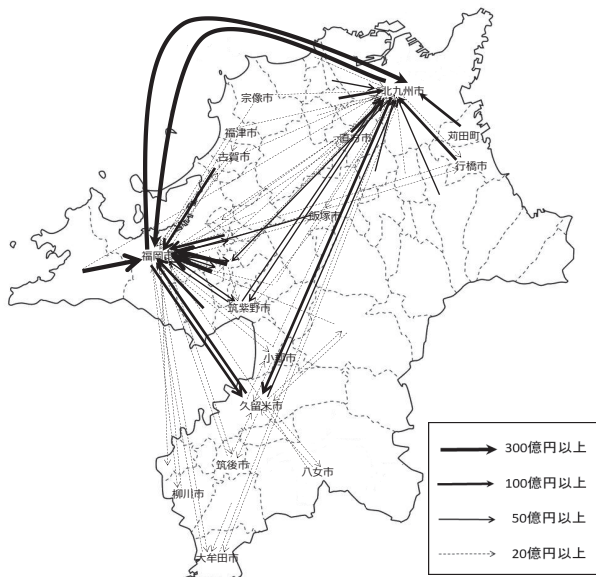 北九州市
宗像市
福津市
直方市
苅田町
古賀市
行橋市
飯塚市
福岡市
筑紫野市
小郡市
久留米市
筑後市
八女市
柳川市
大牟田市
300億円以上
100億円以上
50億円以上
20億円以上